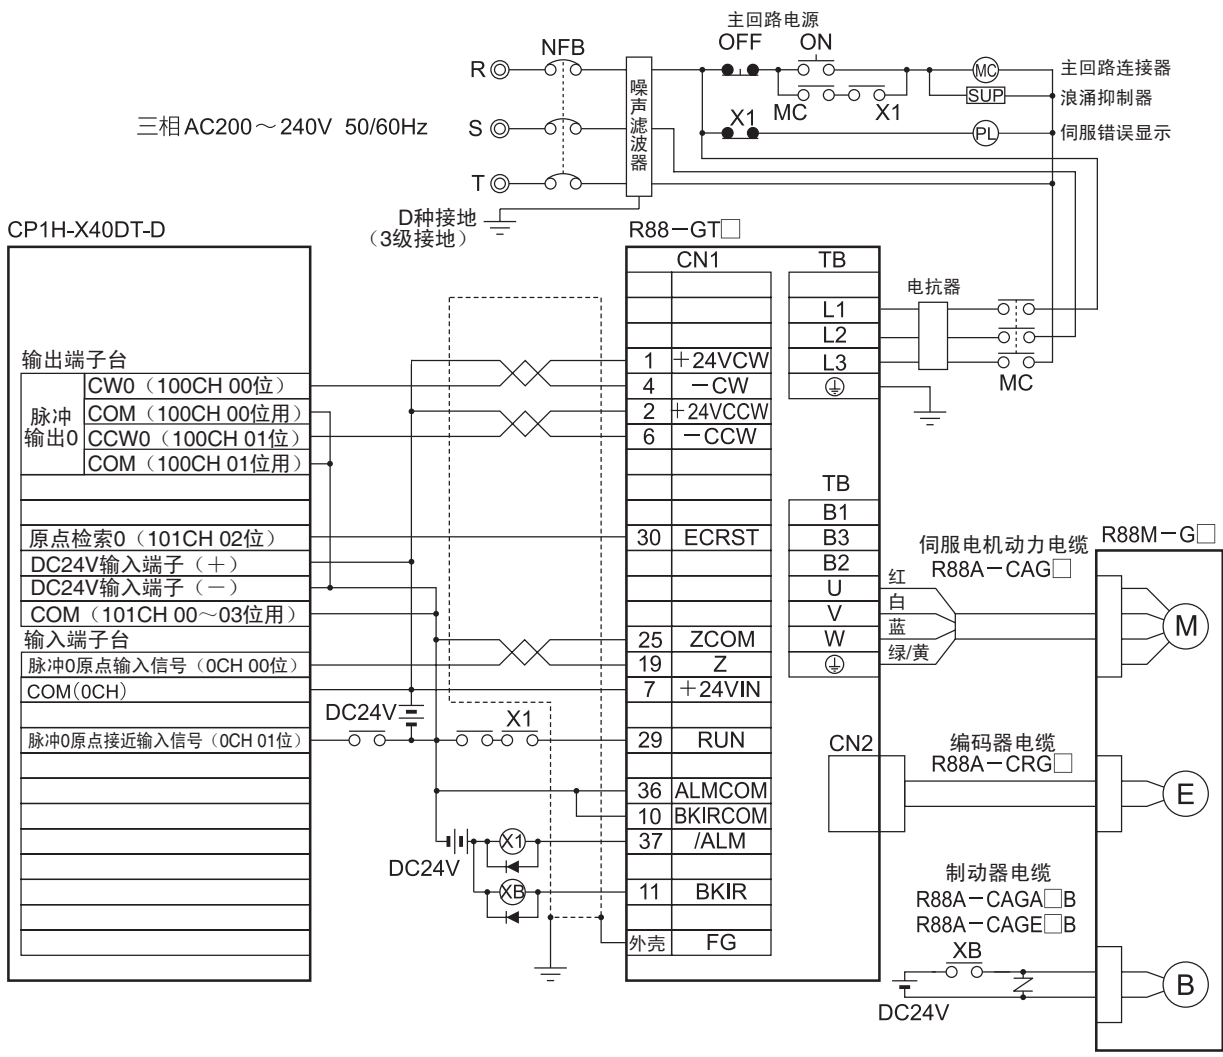 主回路电源
OFF ON
NFB
R
S
T
三相 AC200～240V 50/60Hz
噪声滤波器
MC
SUP
PL
MC X1
X1
主回路连接器
浪涌抑制器
伺服错误显示
D种接地
（3级接地）
CP1H-X40DT-D
输出端子台
脉冲输出0
CW0（100CH 00位）
COM（100CH 00位用）
CCW0（100CH 01位）
COM（100CH 01位用）
原点检索0（101CH 02位）
DC24V输入端子（＋）
DC24V输入端子（－）
COM（101CH 00～03位用）
输入端子台
脉冲0原点输入信号（0CH 00位）
COM(0CH)
脉冲0原点接近输入信号（0CH 01位）
DC24V
X1
DC24V
X1
XB
R88－GT□
CN1
1 ＋24VCW
4 －CW
2 ＋24VCCW
6 －CCW
30 ECRST
25 ZCOM
19 Z
7 ＋24VIN
29 RUN
36 ALMCOM
10 BKIRCOM
37 /ALM
11 BKIR
外壳 FG
TB
L1
L2
L3
电抗器
MC
TB
B1
B3
B2
U
V
W
红
白
蓝
绿/黄
伺服电机动力电缆
R88A－CAG□
R88M－G□
M
CN2
编码器电缆
R88A－CRG□
E
制动器电缆
R88A－CAGA□B
R88A－CAGE□B
XB
DC24V
B